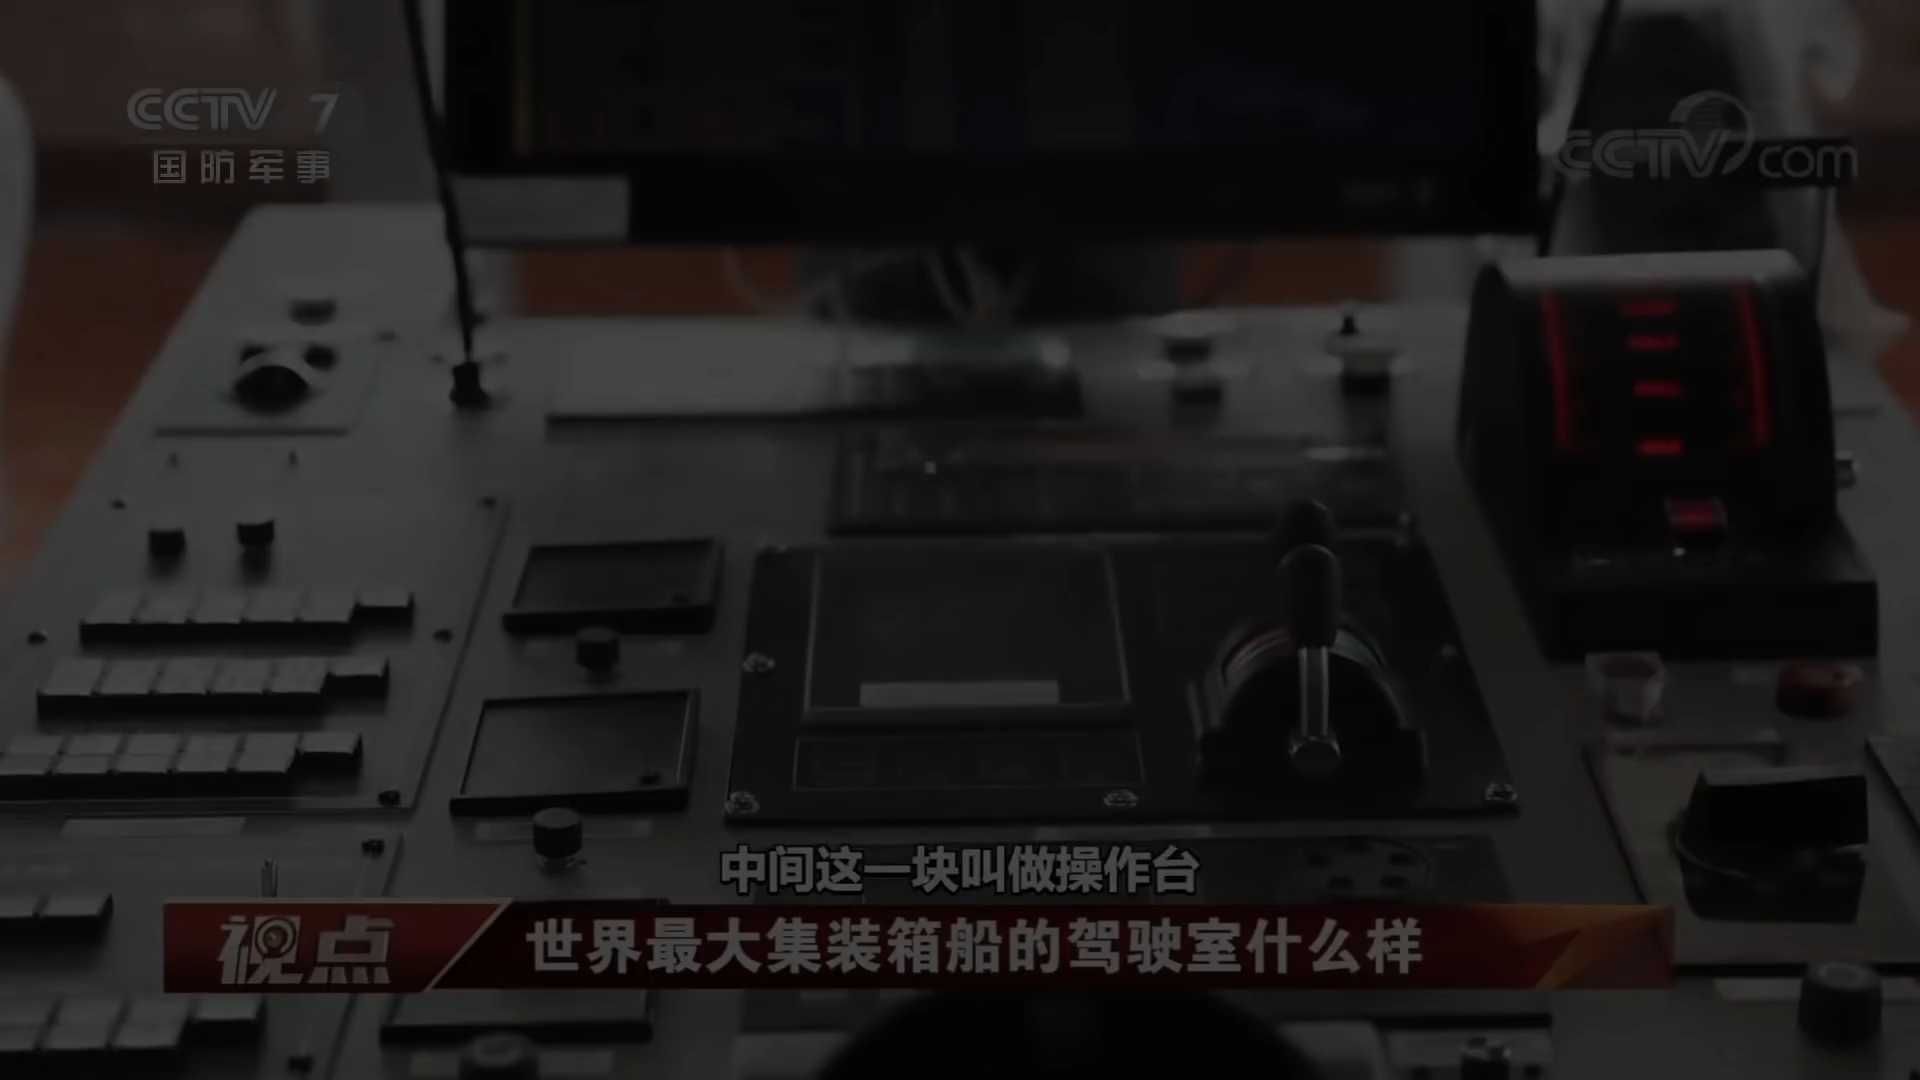 CCTV 7
国防军事
CCTV.com
中间这一块叫做操作台
视点
世界最大集装箱船的驾驶室什么样